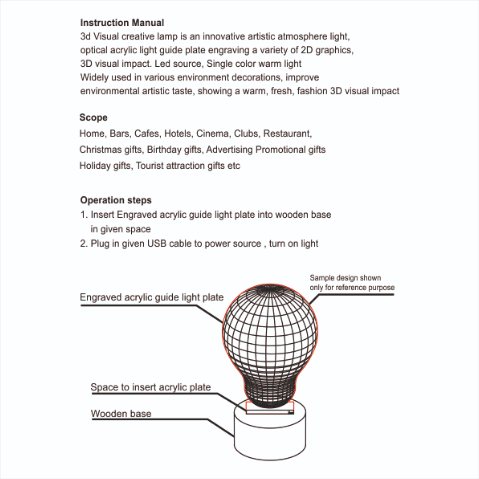 Instruction Manual
3d Visual creative lamp is an innovative artistic atmosphere light,
optical acrylic light guide plate engraving a variety of 2D graphics,
3D visual impact. Led source, Single color warm light
Widely used in various environment decorations, improve
environmental artistic taste, showing a warm, fresh, fashion 3D visual impact
Scope
Home, Bars, Cafes, Hotels, Cinema, Clubs, Restaurant,
Christmas gifts, Birthday gifts, Advertising Promotional gifts
Holiday gifts, Tourist attraction gifts etc
Operation steps
1. Insert Engraved acrylic guide light plate into wooden base
in given space
2. Plug in given USB cable to power source , turn on light
Sample design shown
only for reference purpose
Engraved acrylic guide light plate
Space to insert acrylic plate
Wooden base